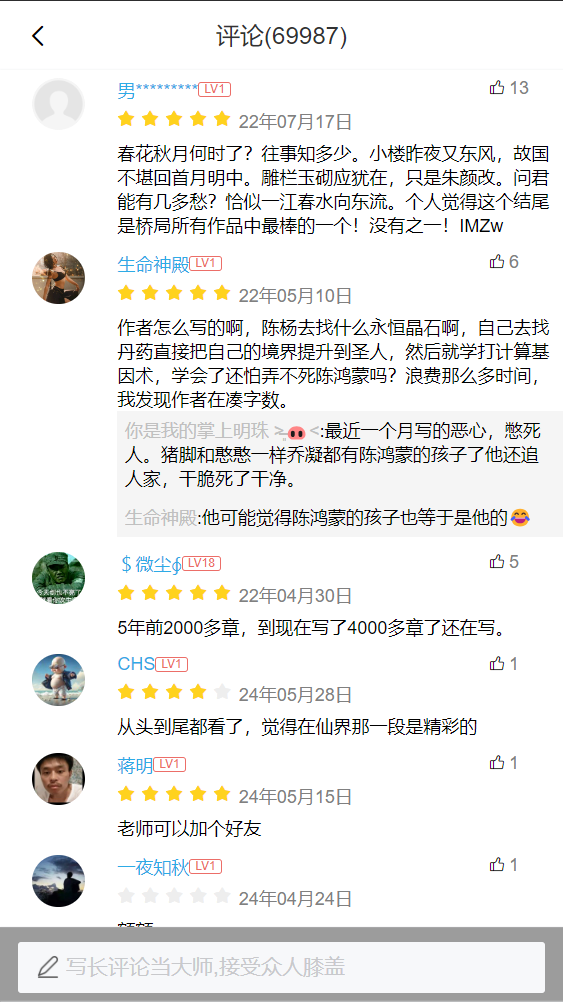 评论(69987)
男********* LV1 13
22年07月17日
春花秋月何时了？往事知多少。小楼昨夜又东风，故国
不堪回首月明中。雕栏玉砌应犹在，只是朱颜改。问君
能有几多愁？恰似一江春水向东流。个人觉得这个结尾
是桥局所有作品中最棒的一个！没有之一！IMZw
生命神殿 LV1 6
22年05月10日
作者怎么写的啊，陈杨去找什么永恒晶石啊，自己去找
丹药直接把自己的境界提升到圣人，然后就学打计算基
因术，学会了还怕弄不死陈鸿蒙吗？浪费那么多时间，
我发现作者在凑字数。
你是我的掌上明珠 ˃̵͈🐽˂:最近一个月写的恶心，憋死
人。猪脚和憨憨一样乔凝都有陈鸿蒙的孩子了他还追
人家，干脆死了干净。
生命神殿:他可能觉得陈鸿蒙的孩子也等于是他的😂
＄微尘∮ LV18 5
22年04月30日
5年前2000多章，到现在写了4000多章了还在写。
CHS LV1 1
24年05月28日
从头到尾都看了，觉得在仙界那一段是精彩的
蒋明 LV1 1
24年05月15日
老师可以加个好友
一夜知秋 LV1 1
24年04月24日
写长评论当大师,接受众人膝盖